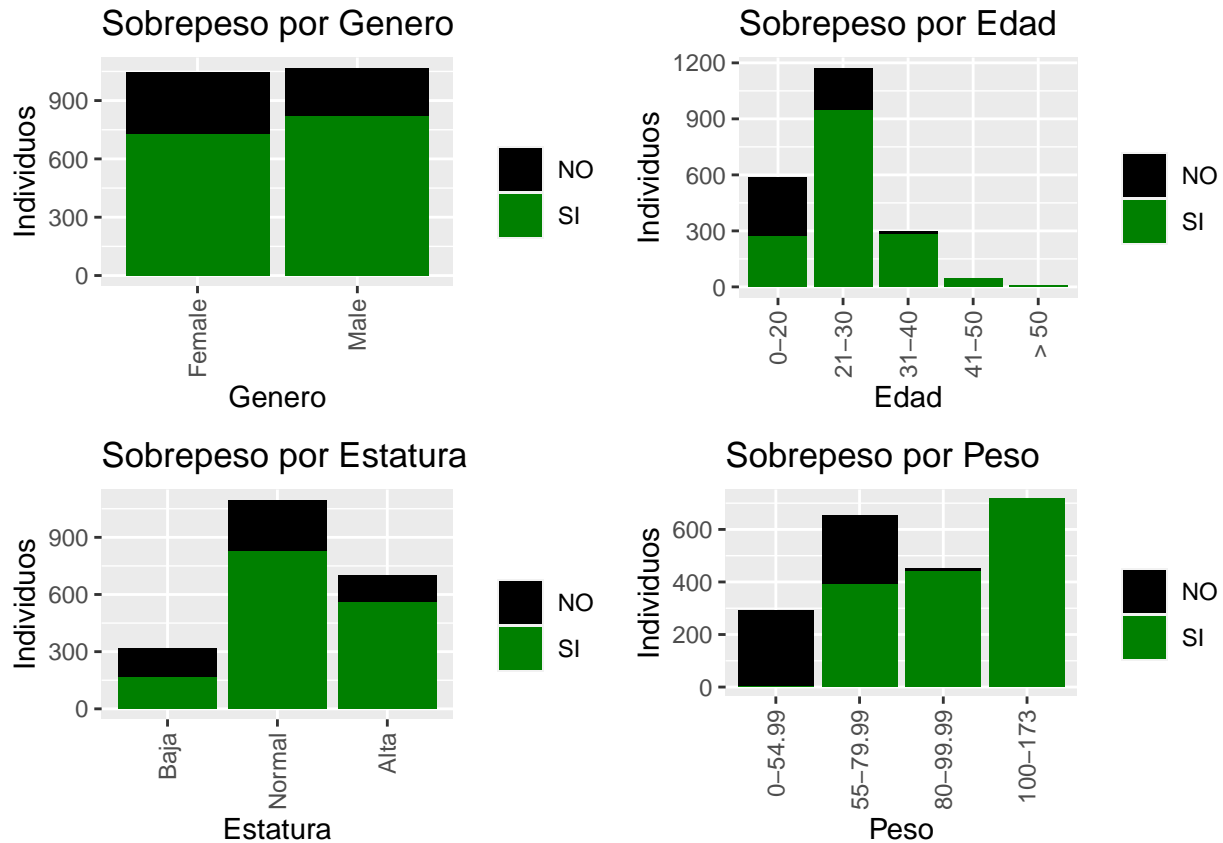 Sobrepeso por Genero
Individuos
900
600
300
0
Female
Male
Genero
NO
SI
Sobrepeso por Edad
Individuos
1200
900
600
300
0
0−20
21−30
31−40
41−50
> 50
Edad
NO
SI
Sobrepeso por Estatura
Individuos
900
600
300
0
Baja
Normal
Alta
Estatura
NO
SI
Sobrepeso por Peso
Individuos
600
400
200
0
0−54.99
55−79.99
80−99.99
100−173
Peso
NO
SI